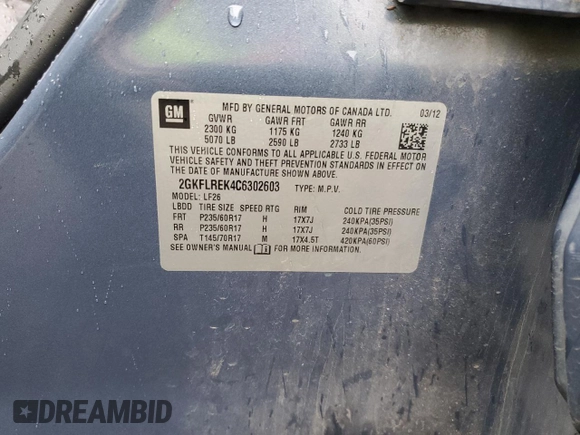 GM
MFD BY GENERAL MOTORS OF CANADA LTD. 03/12
GVWR GAWR FRT GAWR RR
2300 KG 1175 KG 1240 KG
5070 LB 2590 LB 2733 LB
THIS VEHICLE CONFORMS TO ALL APPLICABLE U.S. FEDERAL MOTOR
VEHICLE SAFETY AND THEFT PREVENTION STANDARDS IN EFFECT ON
THE DATE OF MANUFACTURE SHOWN ABOVE.
2GKFLREK4C6302603 TYPE: M.P.V.
MODEL: LF26
LBDD TIRE SIZE SPEED RTG RIM COLD TIRE PRESSURE
FRT P235/60R17 H 17X7J 240KPA(35PSI)
RR P235/60R17 H 17X7J 240KPA(35PSI)
SPA T145/70R17 M 17X4.5T 420KPA(60PSI)
SEE OWNER'S MANUAL FOR MORE INFORMATION.
DREAMBID